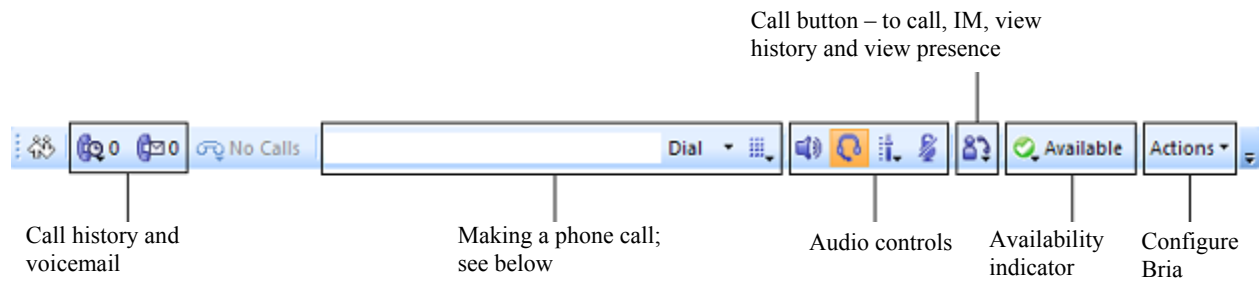 Call button – to call, IM, view
history and view presence
0 0 No Calls Dial Available Actions
Call history and
voicemail
Making a phone call;
see below
Audio controls
Availability
indicator
Configure
Bria